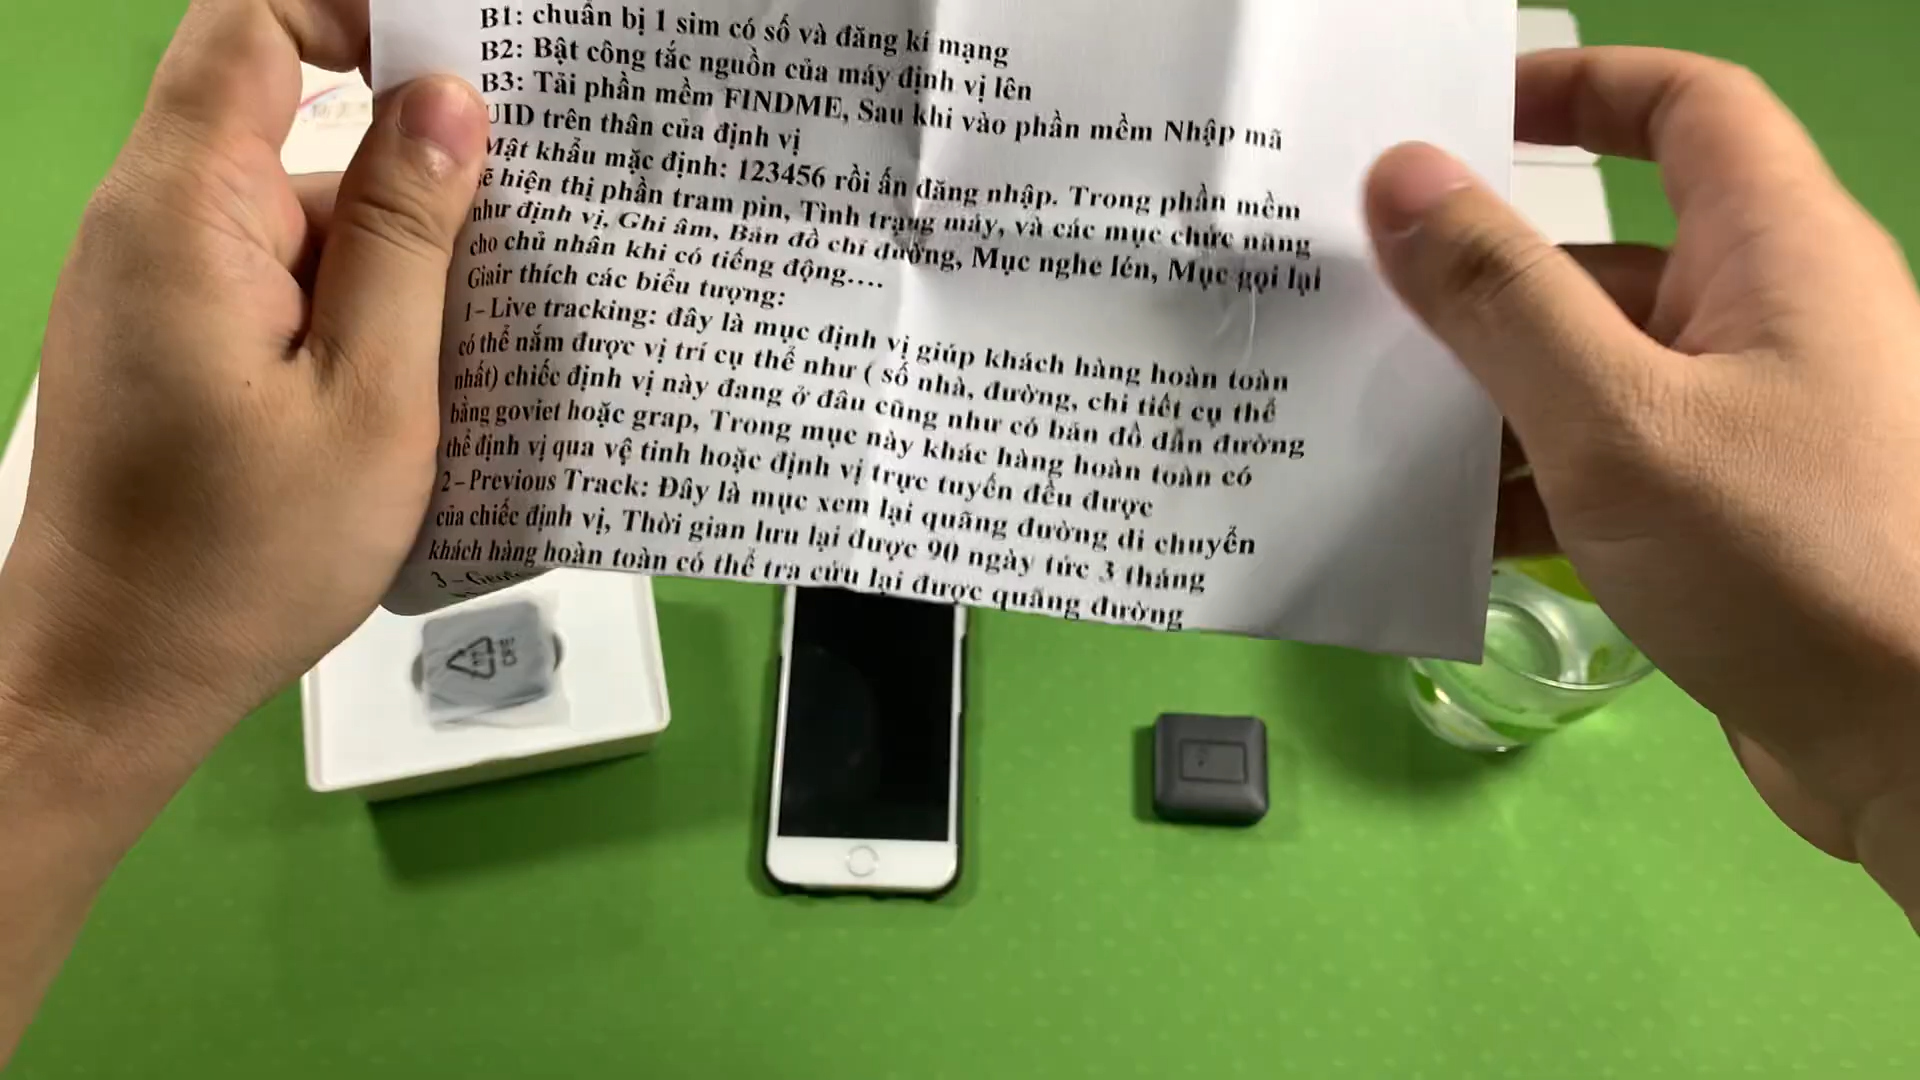 B1: chuẩn bị 1 sim có số và đăng kí mạng
B2: Bật công tắc nguồn của máy định vị lên
B3: Tải phần mềm FINDME, Sau khi vào phần mềm Nhập mã
UID trên thân của định vị
Mật khẩu mặc định: 123456 rồi ấn đăng nhập. Trong phần mềm
sẽ hiện thị phần tram pin, Tình trạng máy, và các mục chức năng
như định vị, Ghi âm, Bản đồ chỉ đường, Mục nghe lén, Mục gọi lại
cho chủ nhân khi có tiếng động....
Giair thích các biểu tượng:
1-Live tracking: đây là mục định vị giúp khách hàng hoàn toàn
có thể nắm được vị trí cụ thể như ( số nhà, đường, chi tiết cụ thể
nhất) chiếc định vị này đang ở đâu cũng như có bản đồ dẫn đường
bằng goviet hoặc grap, Trong mục này khác hàng hoàn toàn có
thể định vị qua vệ tinh hoặc định vị trực tuyến đều được
2-Previous Track: Đây là mục xem lại quãng đường di chuyển
của chiếc định vị, Thời gian lưu lại được 90 ngày tức 3 tháng
khách hàng hoàn toàn có thể tra cứu lại được quãng đường